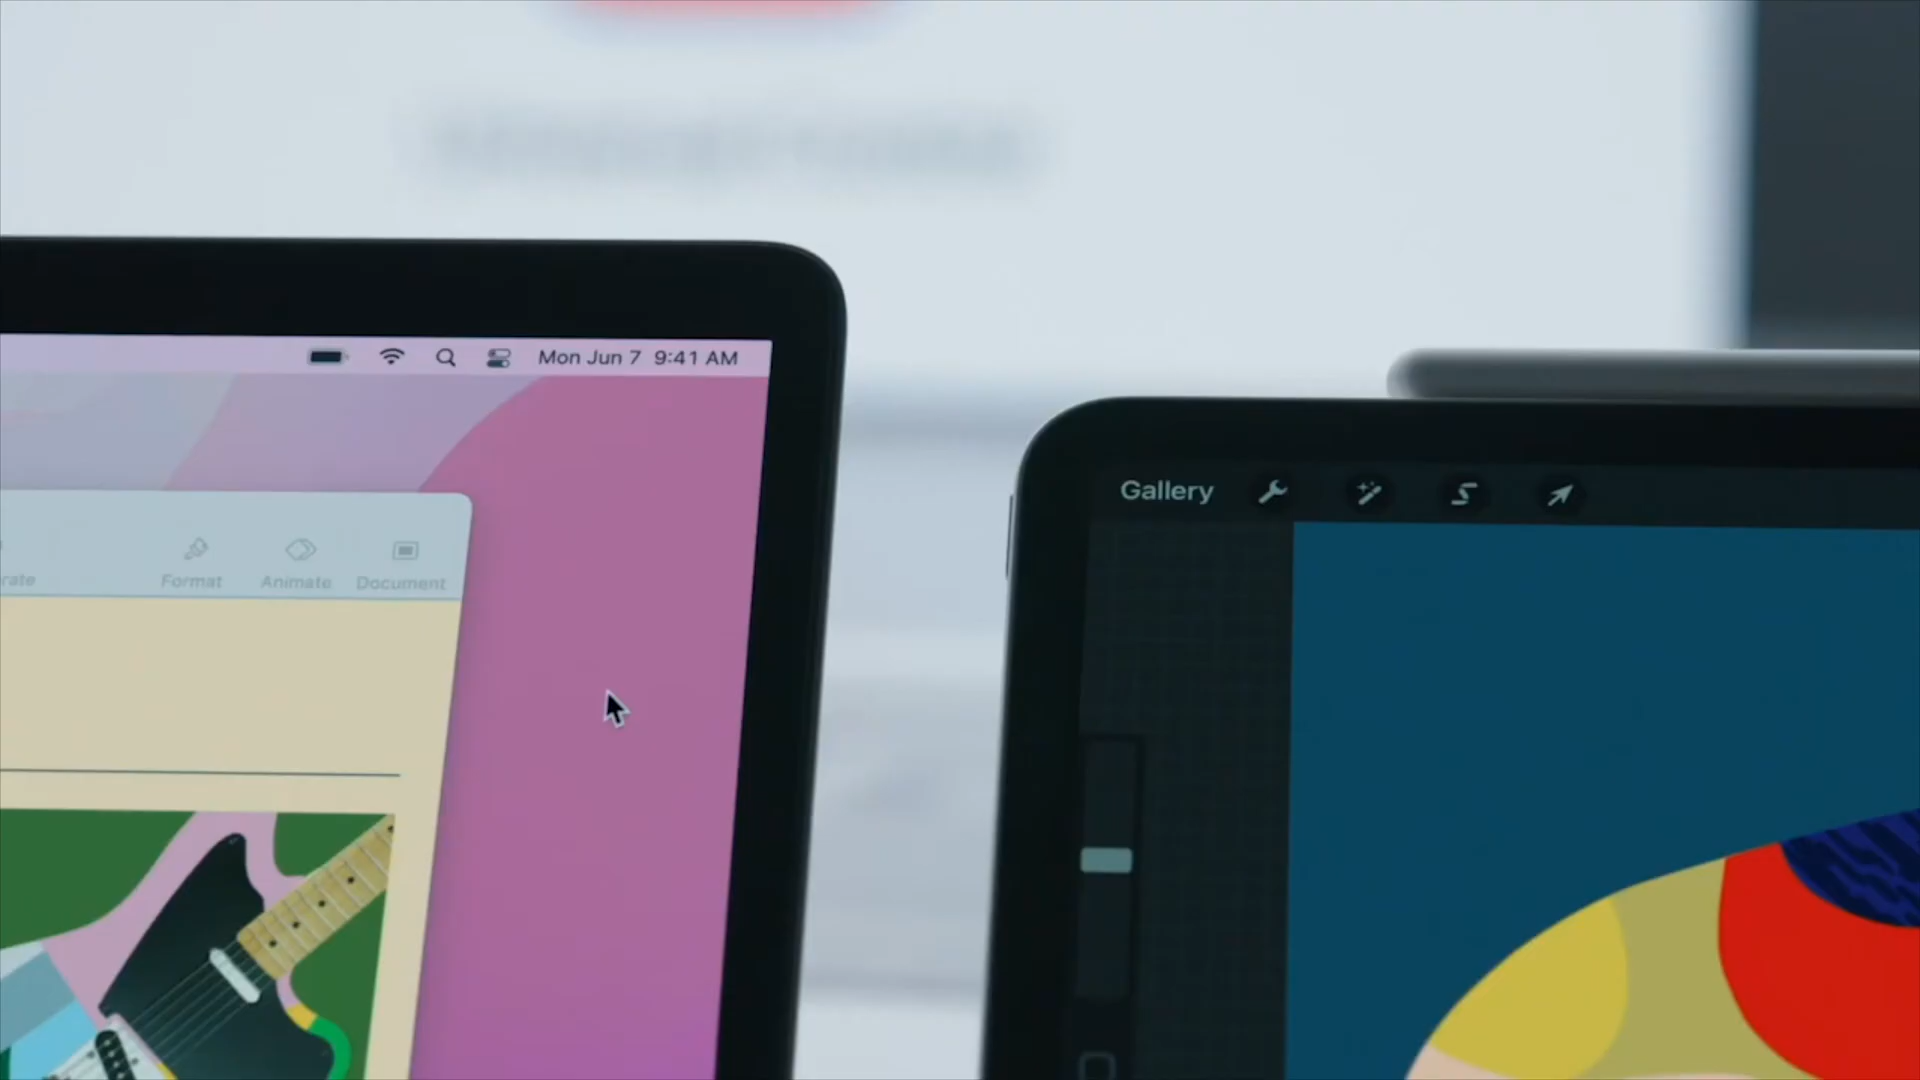 Mon Jun 7 9:41 AM
Gallery
rate
Format
Animate
Document